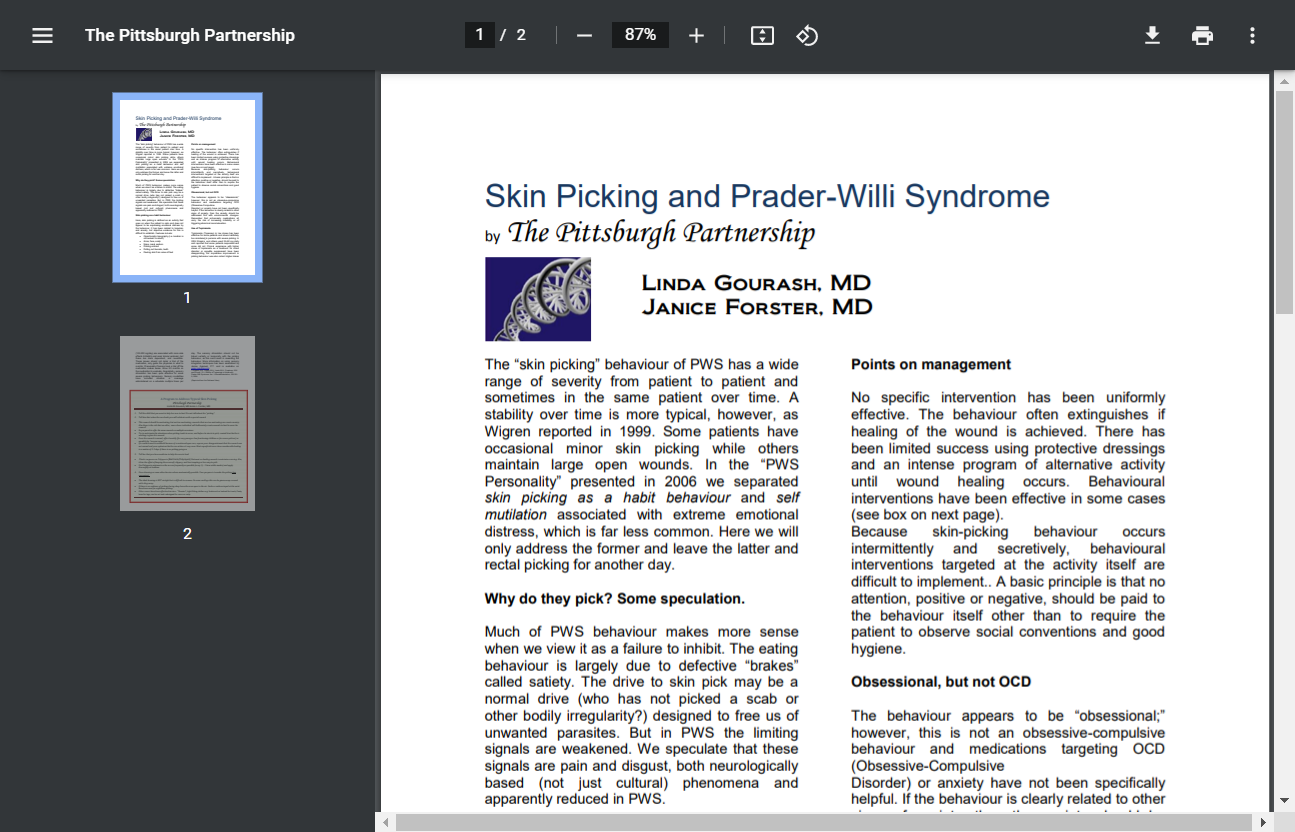 The Pittsburgh Partnership
1 / 2
87%
1
2
Skin Picking and Prader-Willi Syndrome
by The Pittsburgh Partnership
LINDA GOURASH, MD
JANICE FORSTER, MD
The “skin picking” behaviour of PWS has a wide
range of severity from patient to patient and
sometimes in the same patient over time. A
stability over time is more typical, however, as
Wigren reported in 1999. Some patients have
occasional minor skin picking while others
maintain large open wounds. In the “PWS
Personality” presented in 2006 we separated
skin picking as a habit behaviour and self
mutilation associated with extreme emotional
distress, which is far less common. Here we will
only address the former and leave the latter and
rectal picking for another day.
Why do they pick? Some speculation.
Much of PWS behaviour makes more sense
when we view it as a failure to inhibit. The eating
behaviour is largely due to defective “brakes”
called satiety. The drive to skin pick may be a
normal drive (who has not picked a scab or
other bodily irregularity?) designed to free us of
unwanted parasites. But in PWS the limiting
signals are weakened. We speculate that these
signals are pain and disgust, both neurologically
based (not just cultural) phenomena and
apparently reduced in PWS.
Points on management
No specific intervention has been uniformly
effective. The behaviour often extinguishes if
healing of the wound is achieved. There has
been limited success using protective dressings
and an intense program of alternative activity
until wound healing occurs. Behavioural
interventions have been effective in some cases
(see box on next page).
Because skin-picking behaviour occurs
intermittently and secretively, behavioural
interventions targeted at the activity itself are
difficult to implement.. A basic principle is that no
attention, positive or negative, should be paid to
the behaviour itself other than to require the
patient to observe social conventions and good
hygiene.
Obsessional, but not OCD
The behaviour appears to be “obsessional;”
however, this is not an obsessive-compulsive
behaviour and medications targeting OCD
(Obsessive-Compulsive
Disorder) or anxiety have not been specifically
helpful. If the behaviour is clearly related to other